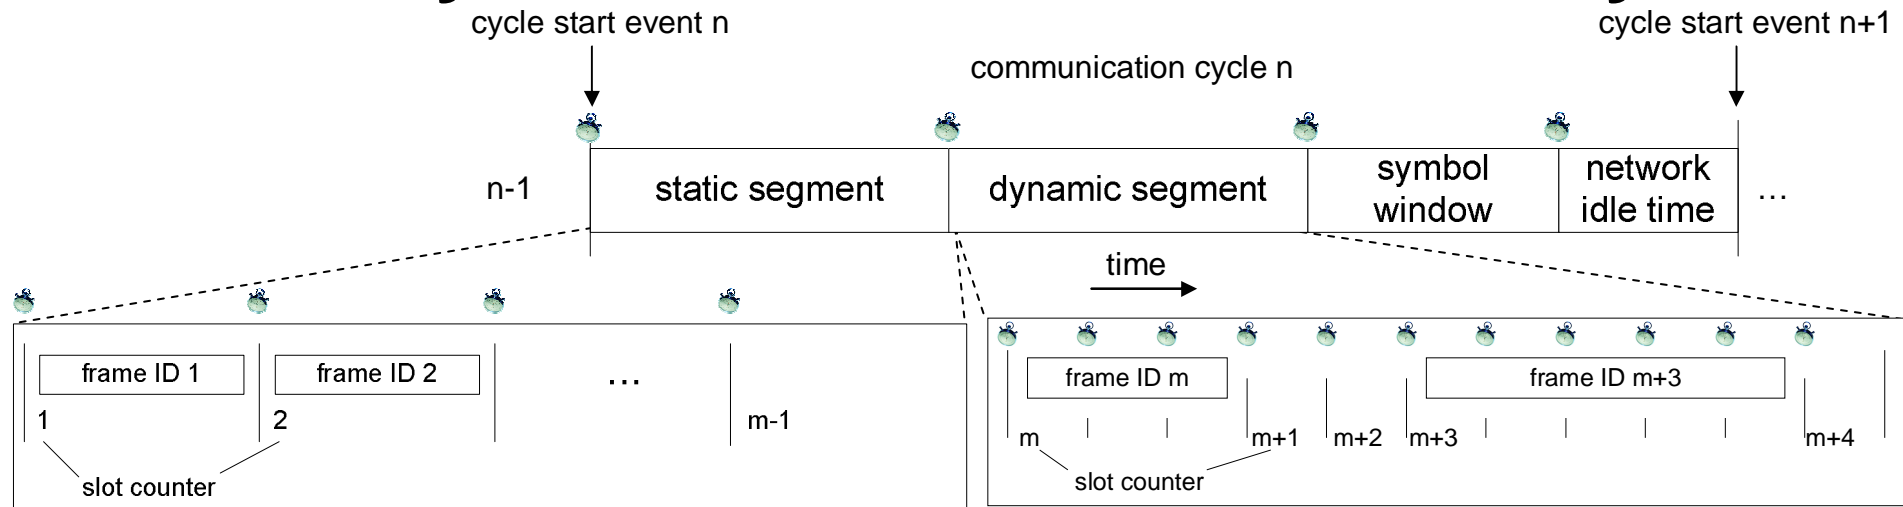 cycle start event n
cycle start event n+1
communication cycle n
n-1
static segment
dynamic segment
symbol
window
network
idle time
...
time
frame ID 1
frame ID 2
...
1
2
m-1
slot counter
frame ID m
frame ID m+3
m
m+1
m+2
m+3
m+4
slot counter